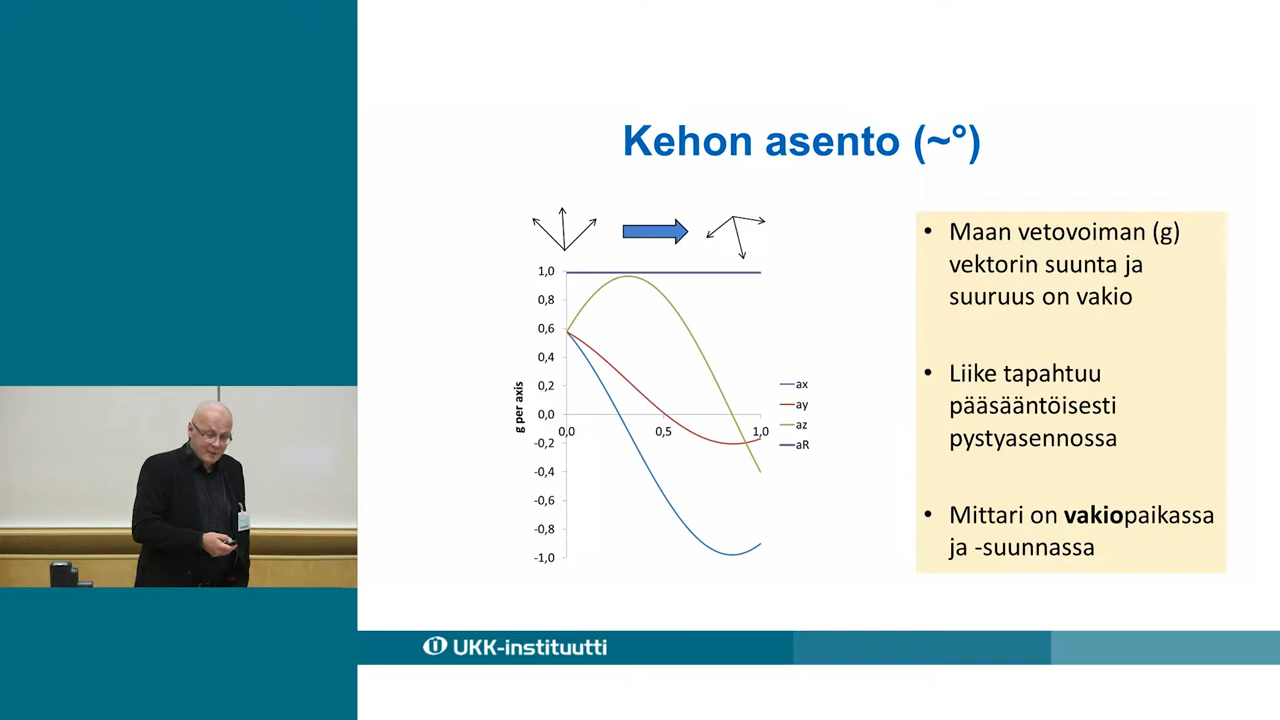 Kehon asento (~°)
1,0
0,8
0,6
0,4
0,2
0,0
-0,2
-0,4
-0,6
-0,8
-1,0
g per axis
0,0
0,5
1,0
ax
ay
az
aR
• Maan vetovoiman (g)
vektorin suunta ja
suuruus on vakio
• Liike tapahtuu
pääsääntöisesti
pystyasennossa
• Mittari on vakiopaikassa
ja -suunnassa
UKK-instituutti